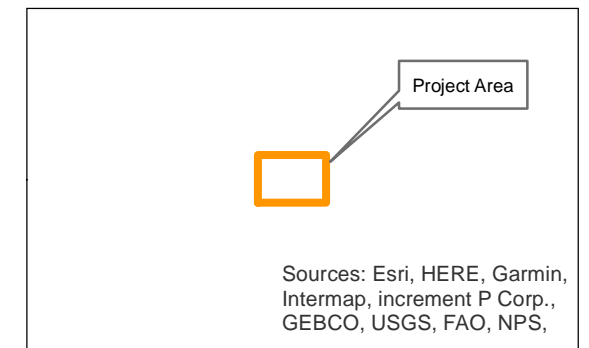 Project Area
Sources: Esri, HERE, Garmin,
Intermap, increment P Corp.,
GEBCO, USGS, FAO, NPS,